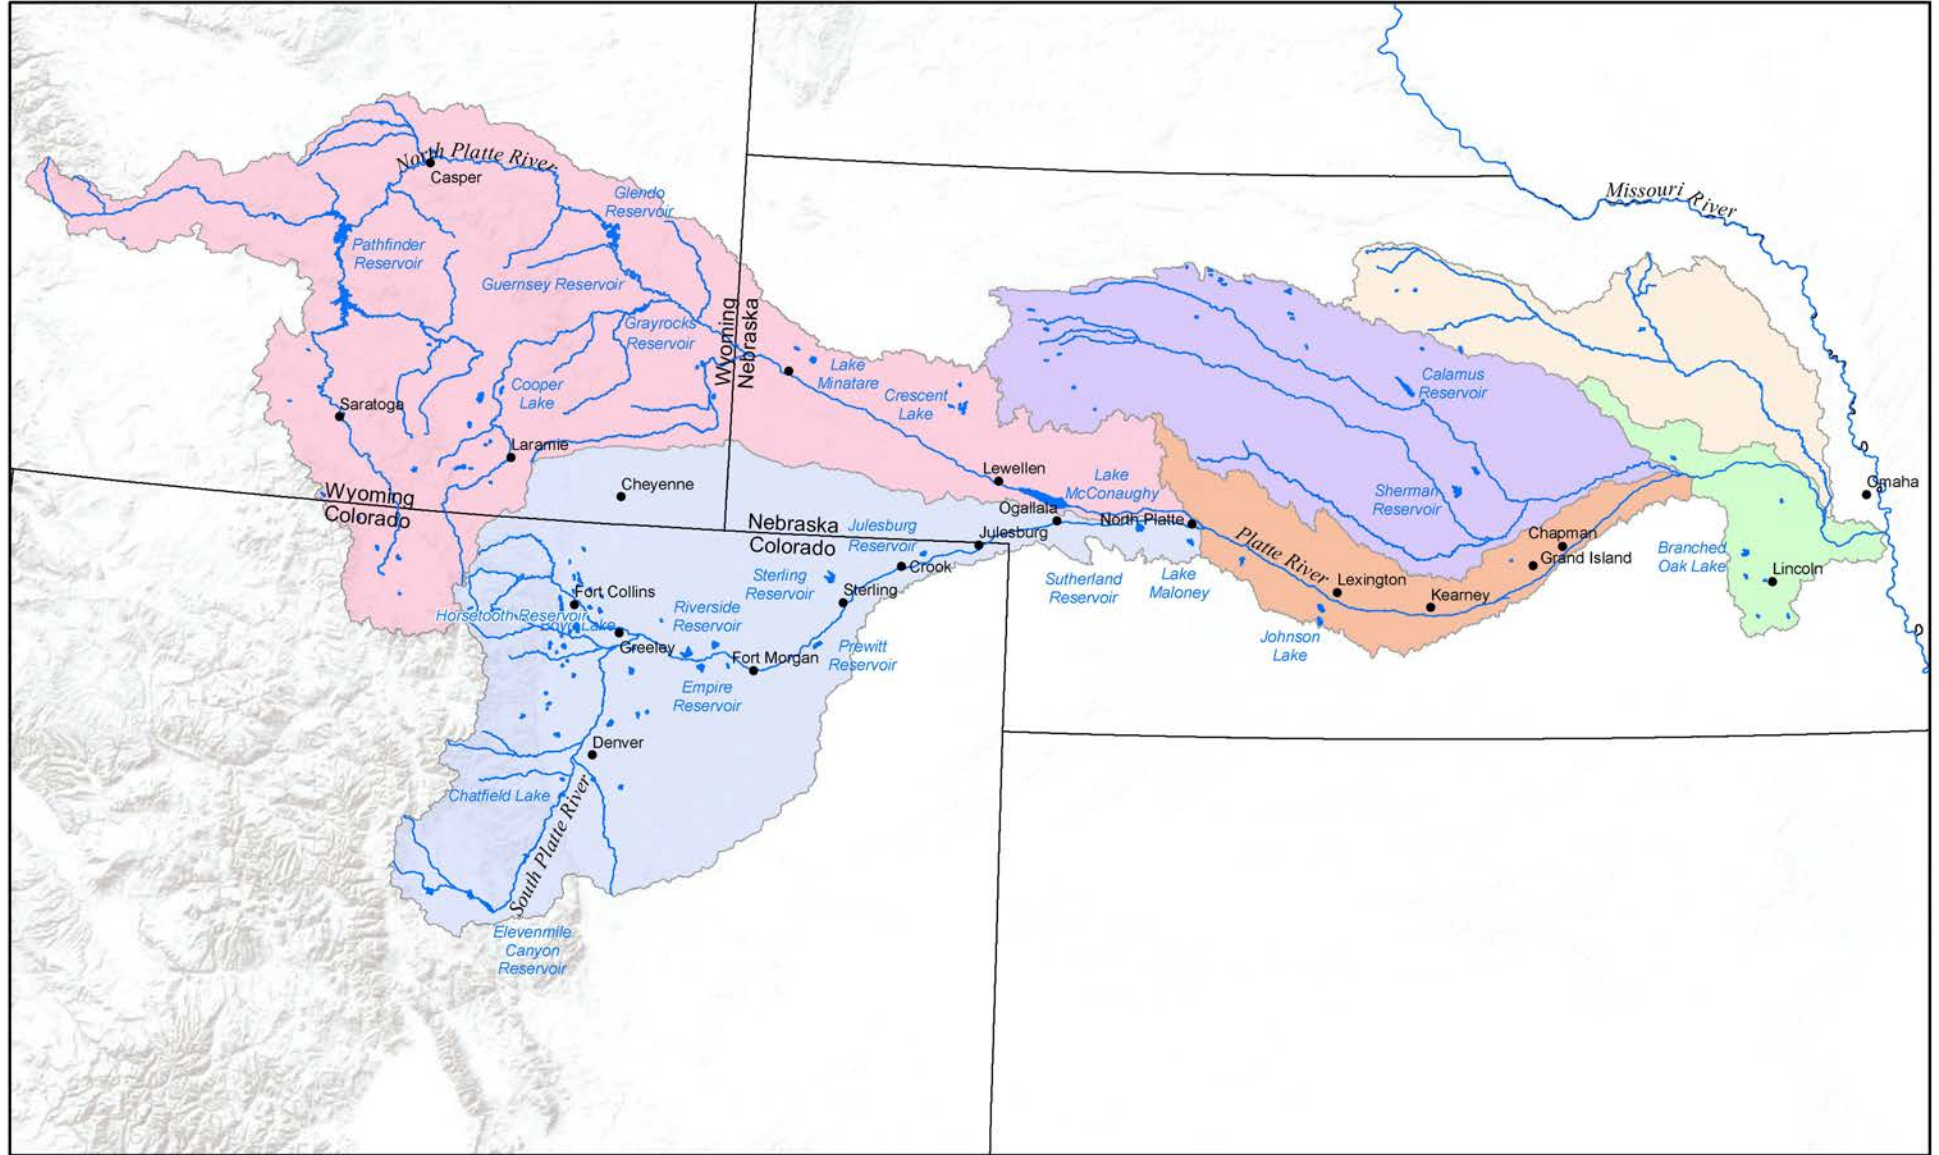 Missouri River
North Platte River
Casper
Glendo
Reservoir
Pathfinder
Reservoir
Guernsey Reservoir
Grayrocks
Reservoir
Wyoming
Nebraska
Lake
Minatare
Crescent
Lake
Calamus
Reservoir
Cooper
Lake
Saratoga
Laramie
Lewellen
Lake
McConaughy
Cheyenne
Wyoming
Colorado
Sherman
Reservoir
Omaha
Ogallala
North Platte
Nebraska
Colorado
Julesburg
Reservoir
Julesburg
Platte River
Chapman
Grand Island
Branched
Oak Lake
Lincoln
Crook
Sterling
Reservoir
Sterling
Sutherland
Reservoir
Lake
Maloney
Lexington
Kearney
Fort Collins
Horsetooth Reservoir
Boyd Lake
Riverside
Reservoir
Greeley
Fort Morgan
Prewitt
Reservoir
Johnson
Lake
Empire
Reservoir
Denver
Chatfield Lake
South Platte River
Elevenmile
Canyon
Reservoir